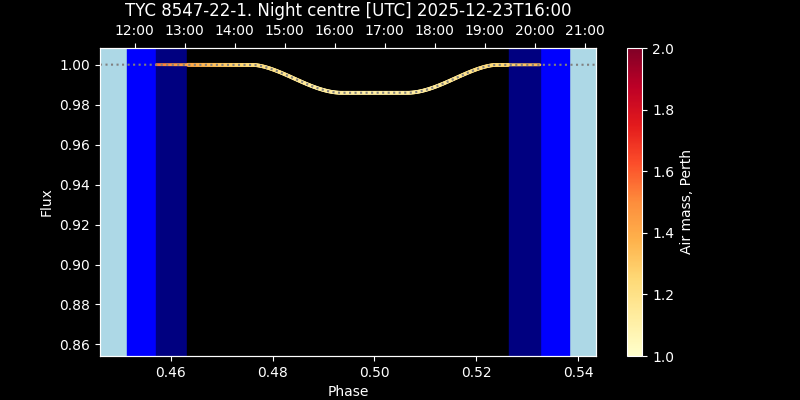 TYC 8547-22-1. Night centre [UTC] 2025-12-23T16:00
12:00 13:00 14:00 15:00 16:00 17:00 18:00 19:00 20:00 21:00
1.00
0.98
0.96
0.94
0.92
0.90
0.88
0.86
Flux
0.46 0.48 0.50 0.52 0.54
Phase
2.0
1.8
1.6
1.4
1.2
1.0
Air mass, Perth